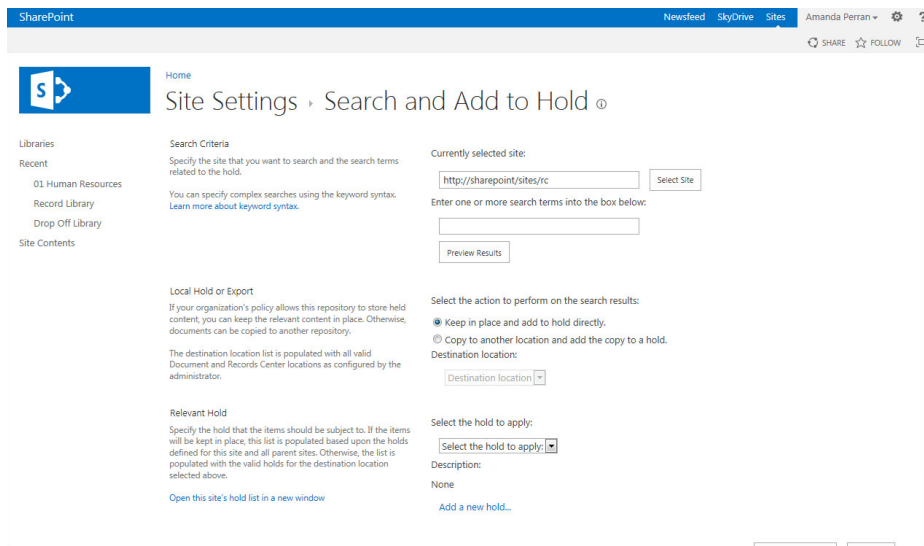 SharePoint
Newsfeed SkyDrive Sites Amanda Perran ?
SHARE FOLLOW
S
Home
Site Settings Search and Add to Hold
Libraries
Recent
01 Human Resources
Record Library
Drop Off Library
Site Contents
Search Criteria
Specify the site that you want to search and the search terms
related to the hold.
You can specify complex searches using the keyword syntax.
Learn more about keyword syntax.
Currently selected site:
http://sharepoint/sites/rc Select Site
Enter one or more search terms into the box below:
Preview Results
Local Hold or Export
If your organization's policy allows this repository to store held
content, you can keep the relevant content in place. Otherwise,
documents can be copied to another repository.
The destination location list is populated with all valid
Document and Records Center locations as configured by the
administrator.
Select the action to perform on the search results:
Keep in place and add to hold directly.
Copy to another location and add the copy to a hold.
Destination location:
Destination location
Relevant Hold
Specify the hold that the items should be subject to. If the items
will be kept in place, this list is populated based upon the holds
defined for this site and all parent sites. Otherwise, the list is
populated with the valid holds for the destination location
selected above.
Open this site's hold list in a new window
Select the hold to apply:
Select the hold to apply:
Description:
None
Add a new hold...